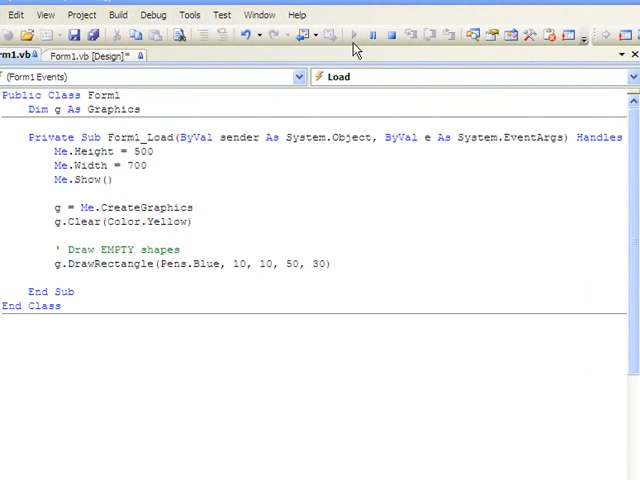 Edit View Project Build Debug Tools Test Window Help
rm1.vb Form1.vb [Design]*
(Form1 Events) Load
Public Class Form1
Dim g As Graphics
Private Sub Form1_Load(ByVal sender As System.Object, ByVal e As System.EventArgs) Handles
Me.Height = 500
Me.Width = 700
Me.Show()
g = Me.CreateGraphics
g.Clear(Color.Yellow)
' Draw EMPTY shapes
g.DrawRectangle(Pens.Blue, 10, 10, 50, 30)
End Sub
End Class